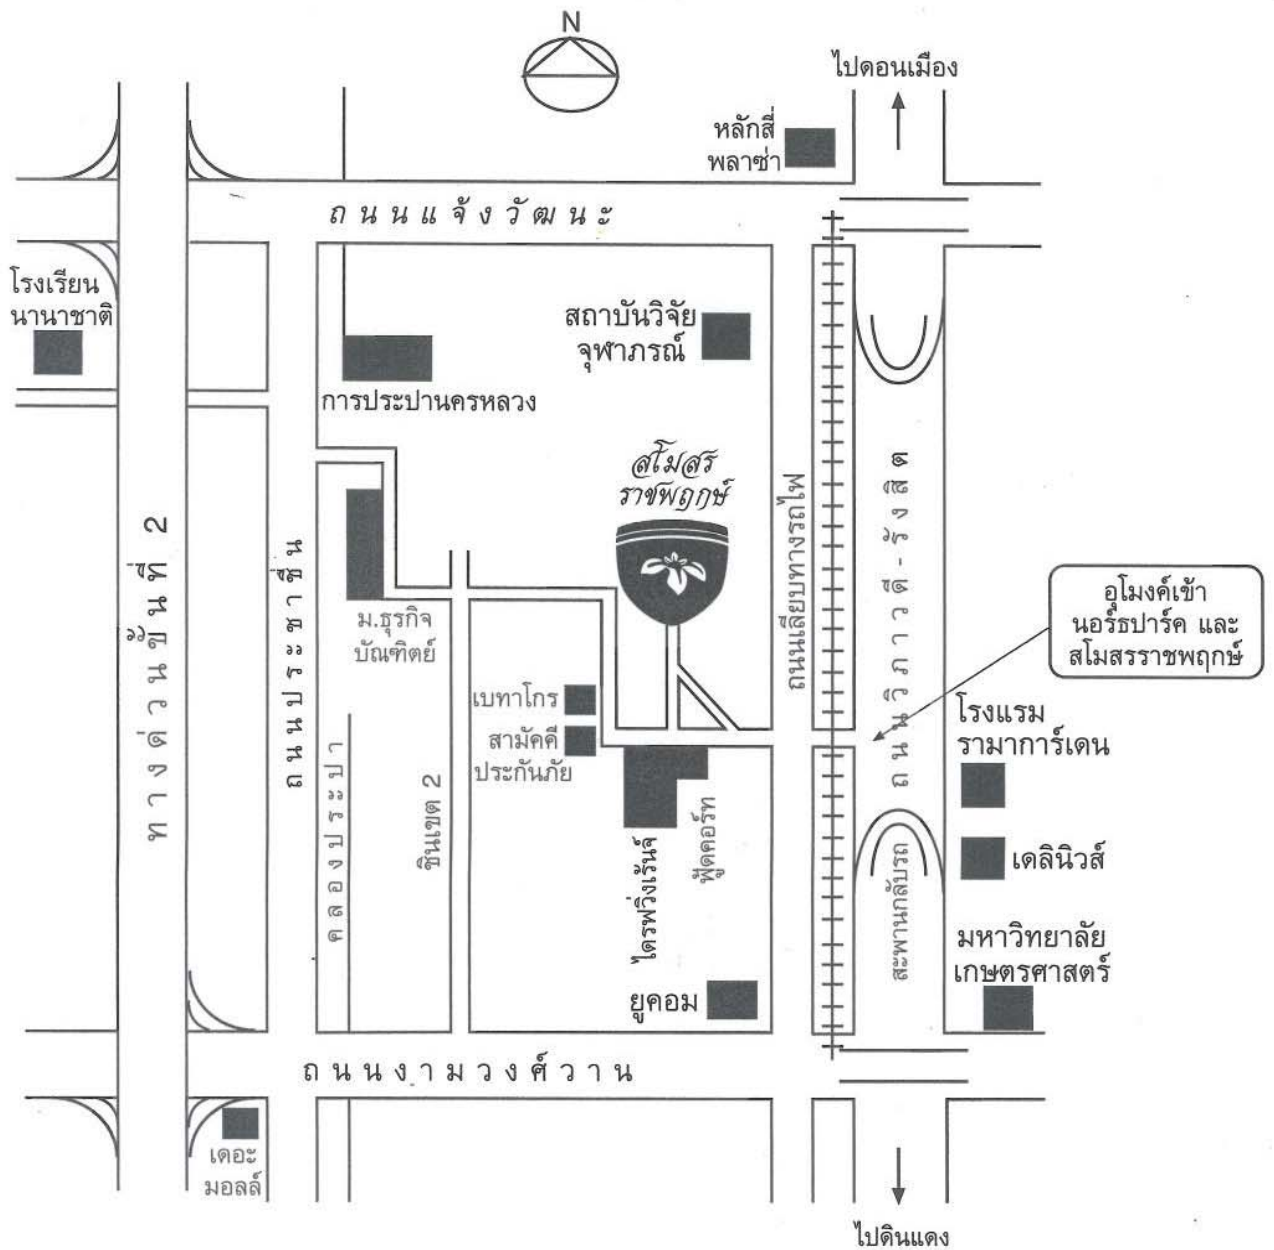 N
ไปดอนเมือง
หลักสี่
พลาซ่า
ถนนแจ้งวัฒนะ
โรงเรียน
นานาชาติ
สถาบันวิจัย
จุฬาภรณ์
การประปานครหลวง
สโมสร
ราชพฤกษ์
ทางด่วนขั้นที่ 2
ถนนประชาชื่น
ถนนเลียบทางรถไฟ
ถนนวิภาวดี-รังสิต
อุโมงค์เข้า
นอร์ธปาร์ค และ
สโมสรราชพฤกษ์
ม.ธุรกิจ
บัณฑิตย์
เบทาโกร
สามัคคี
ประกันภัย
โรงแรม
รามาการ์เดน
คลองประปา
ชินเขต 2
ไดร์ฟวิ่งเร้นจ์
ฟู้ดคอร์ท
เดลินิวส์
สะพานกลับรถ
มหาวิทยาลัย
เกษตรศาสตร์
ยูคอม
ถนนงามวงศ์วาน
เดอะ
มอลล์
ไปดินแดง